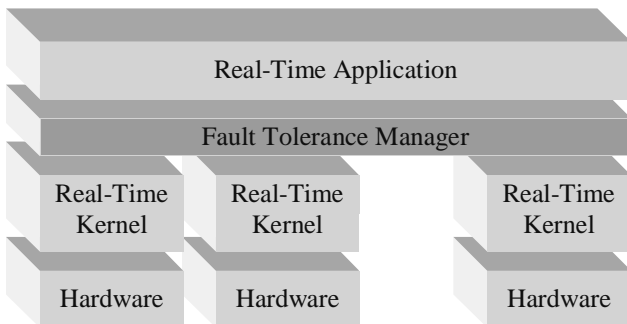 Real-Time Application
Fault Tolerance Manager
Real-Time Real-Time Real-Time
Kernel Kernel Kernel
Hardware Hardware Hardware